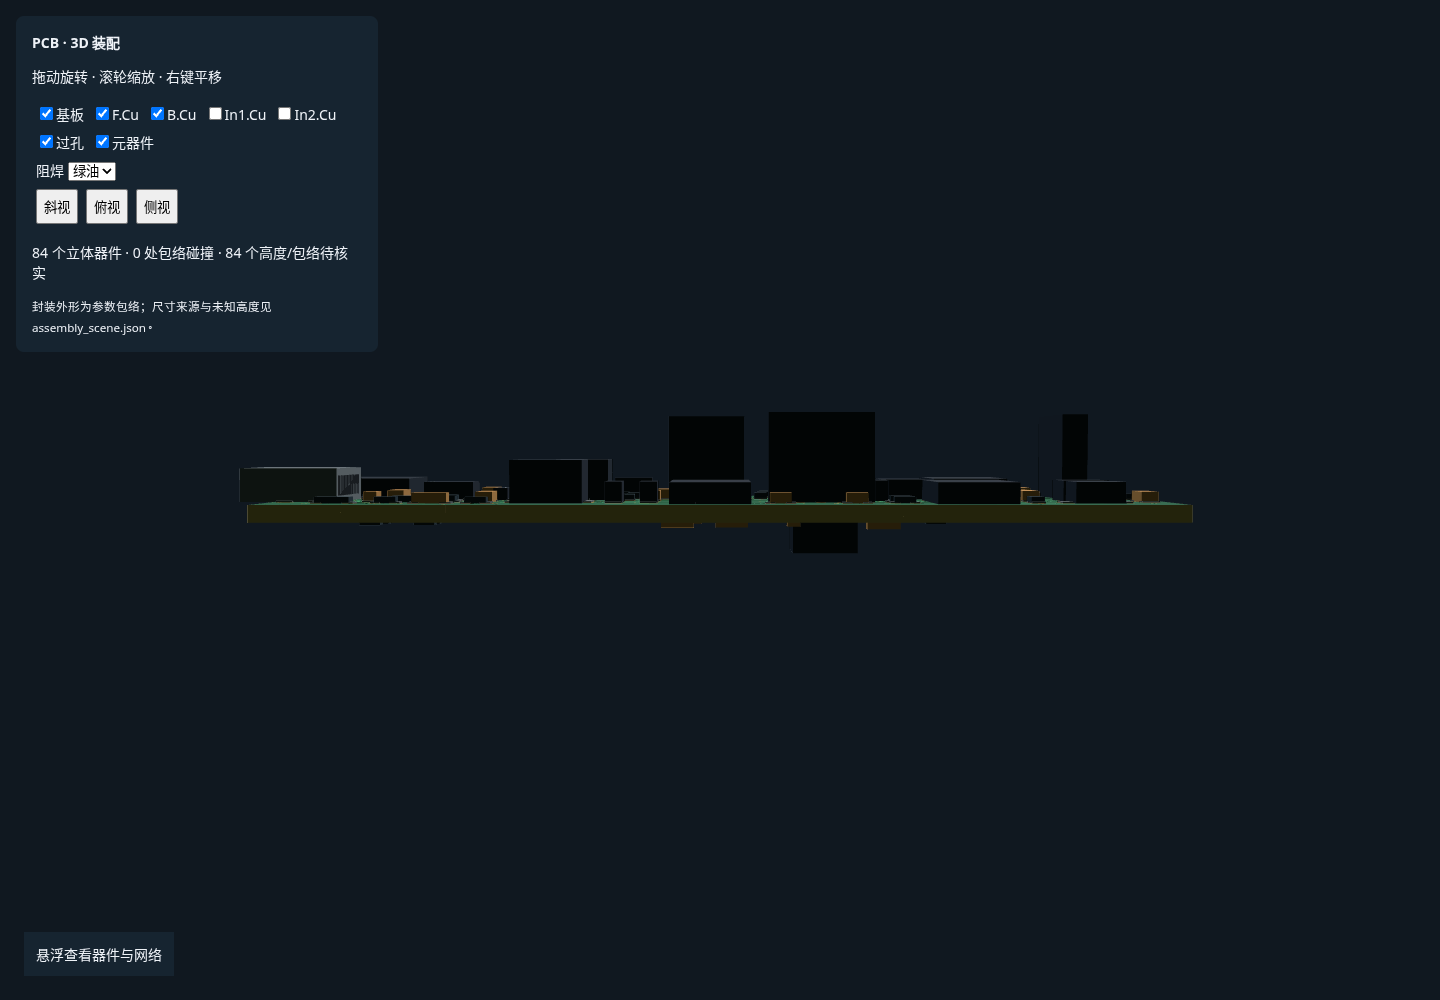 PCB · 3D 装配
拖动旋转 · 滚轮缩放 · 右键平移
基板 F.Cu B.Cu In1.Cu In2.Cu
过孔 元器件
阻焊 绿油
斜视 俯视 侧视
84 个立体器件 · 0 处包络碰撞 · 84 个高度/包络待核
实
封装外形为参数包络；尺寸来源与未知高度见
assembly_scene.json。
悬浮查看器件与网络